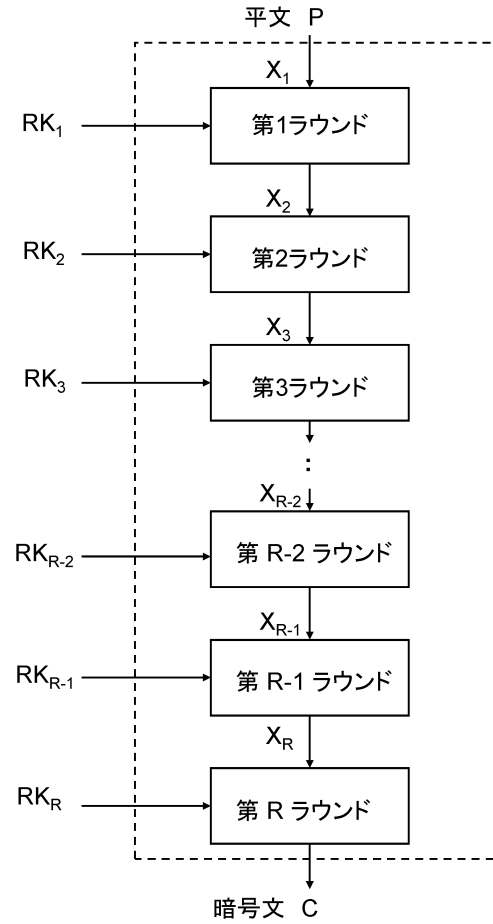 平文 P
X1
RK1
第1ラウンド
X2
RK2
第2ラウンド
X3
RK3
第3ラウンド
:
XR-2
RKR-2
第 R-2 ラウンド
XR-1
RKR-1
第 R-1 ラウンド
XR
RKR
第 R ラウンド
暗号文 C